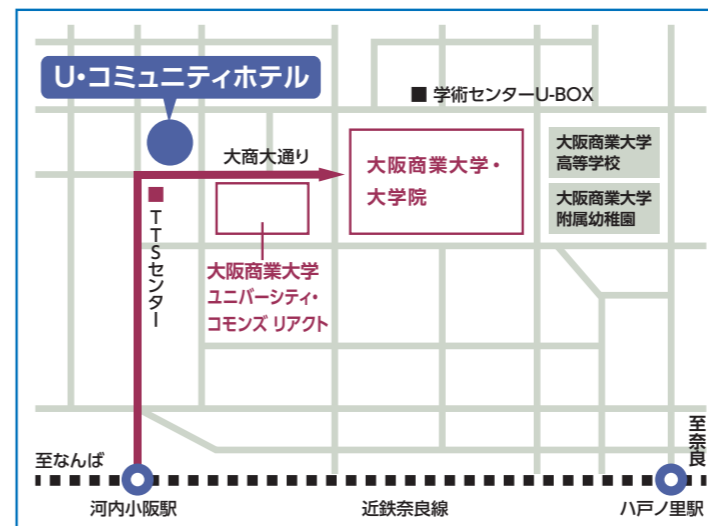 U・コミュニティホテル
■ 学術センターU-BOX
大商大通り
大阪商業大学・
大学院
大阪商業大学
高等学校
大阪商業大学
附属幼稚園
■TTSセンター
大阪商業大学
ユニバーシティ・
コモンズ リアクト
至なんば
至奈良
河内小阪駅
近鉄奈良線
八戸ノ里駅